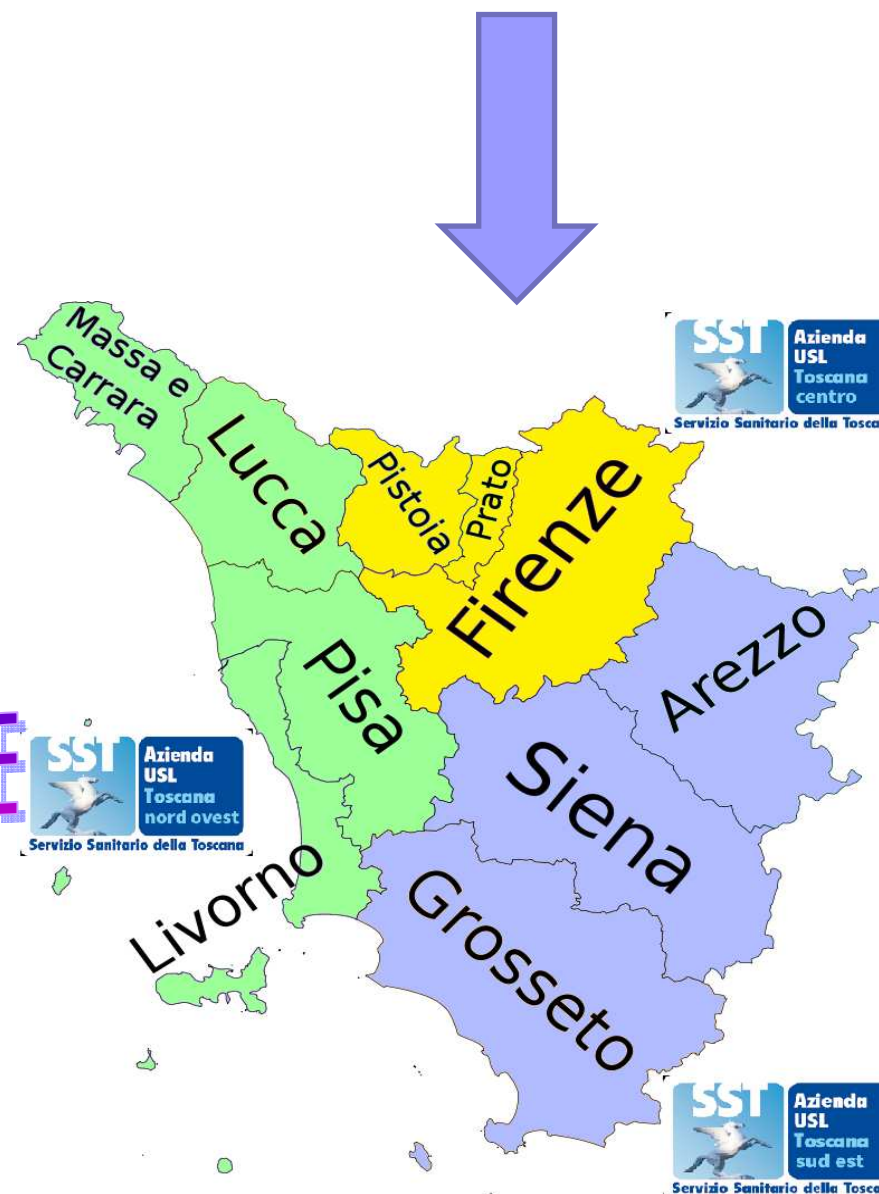 SST Azienda
USL
Toscana
centro
Servizio Sanitario della Tosca
Massa e
Carrara
Lucca
Pistoia
Prato
Firenze
Arezzo
Pisa
Siena
SST Azienda
USL
Toscana
nord ovest
Servizio Sanitario della Toscana
Livorno
Grosseto
SST Azienda
USL
Toscana
sud est
Servizio Sanitario della Tosca